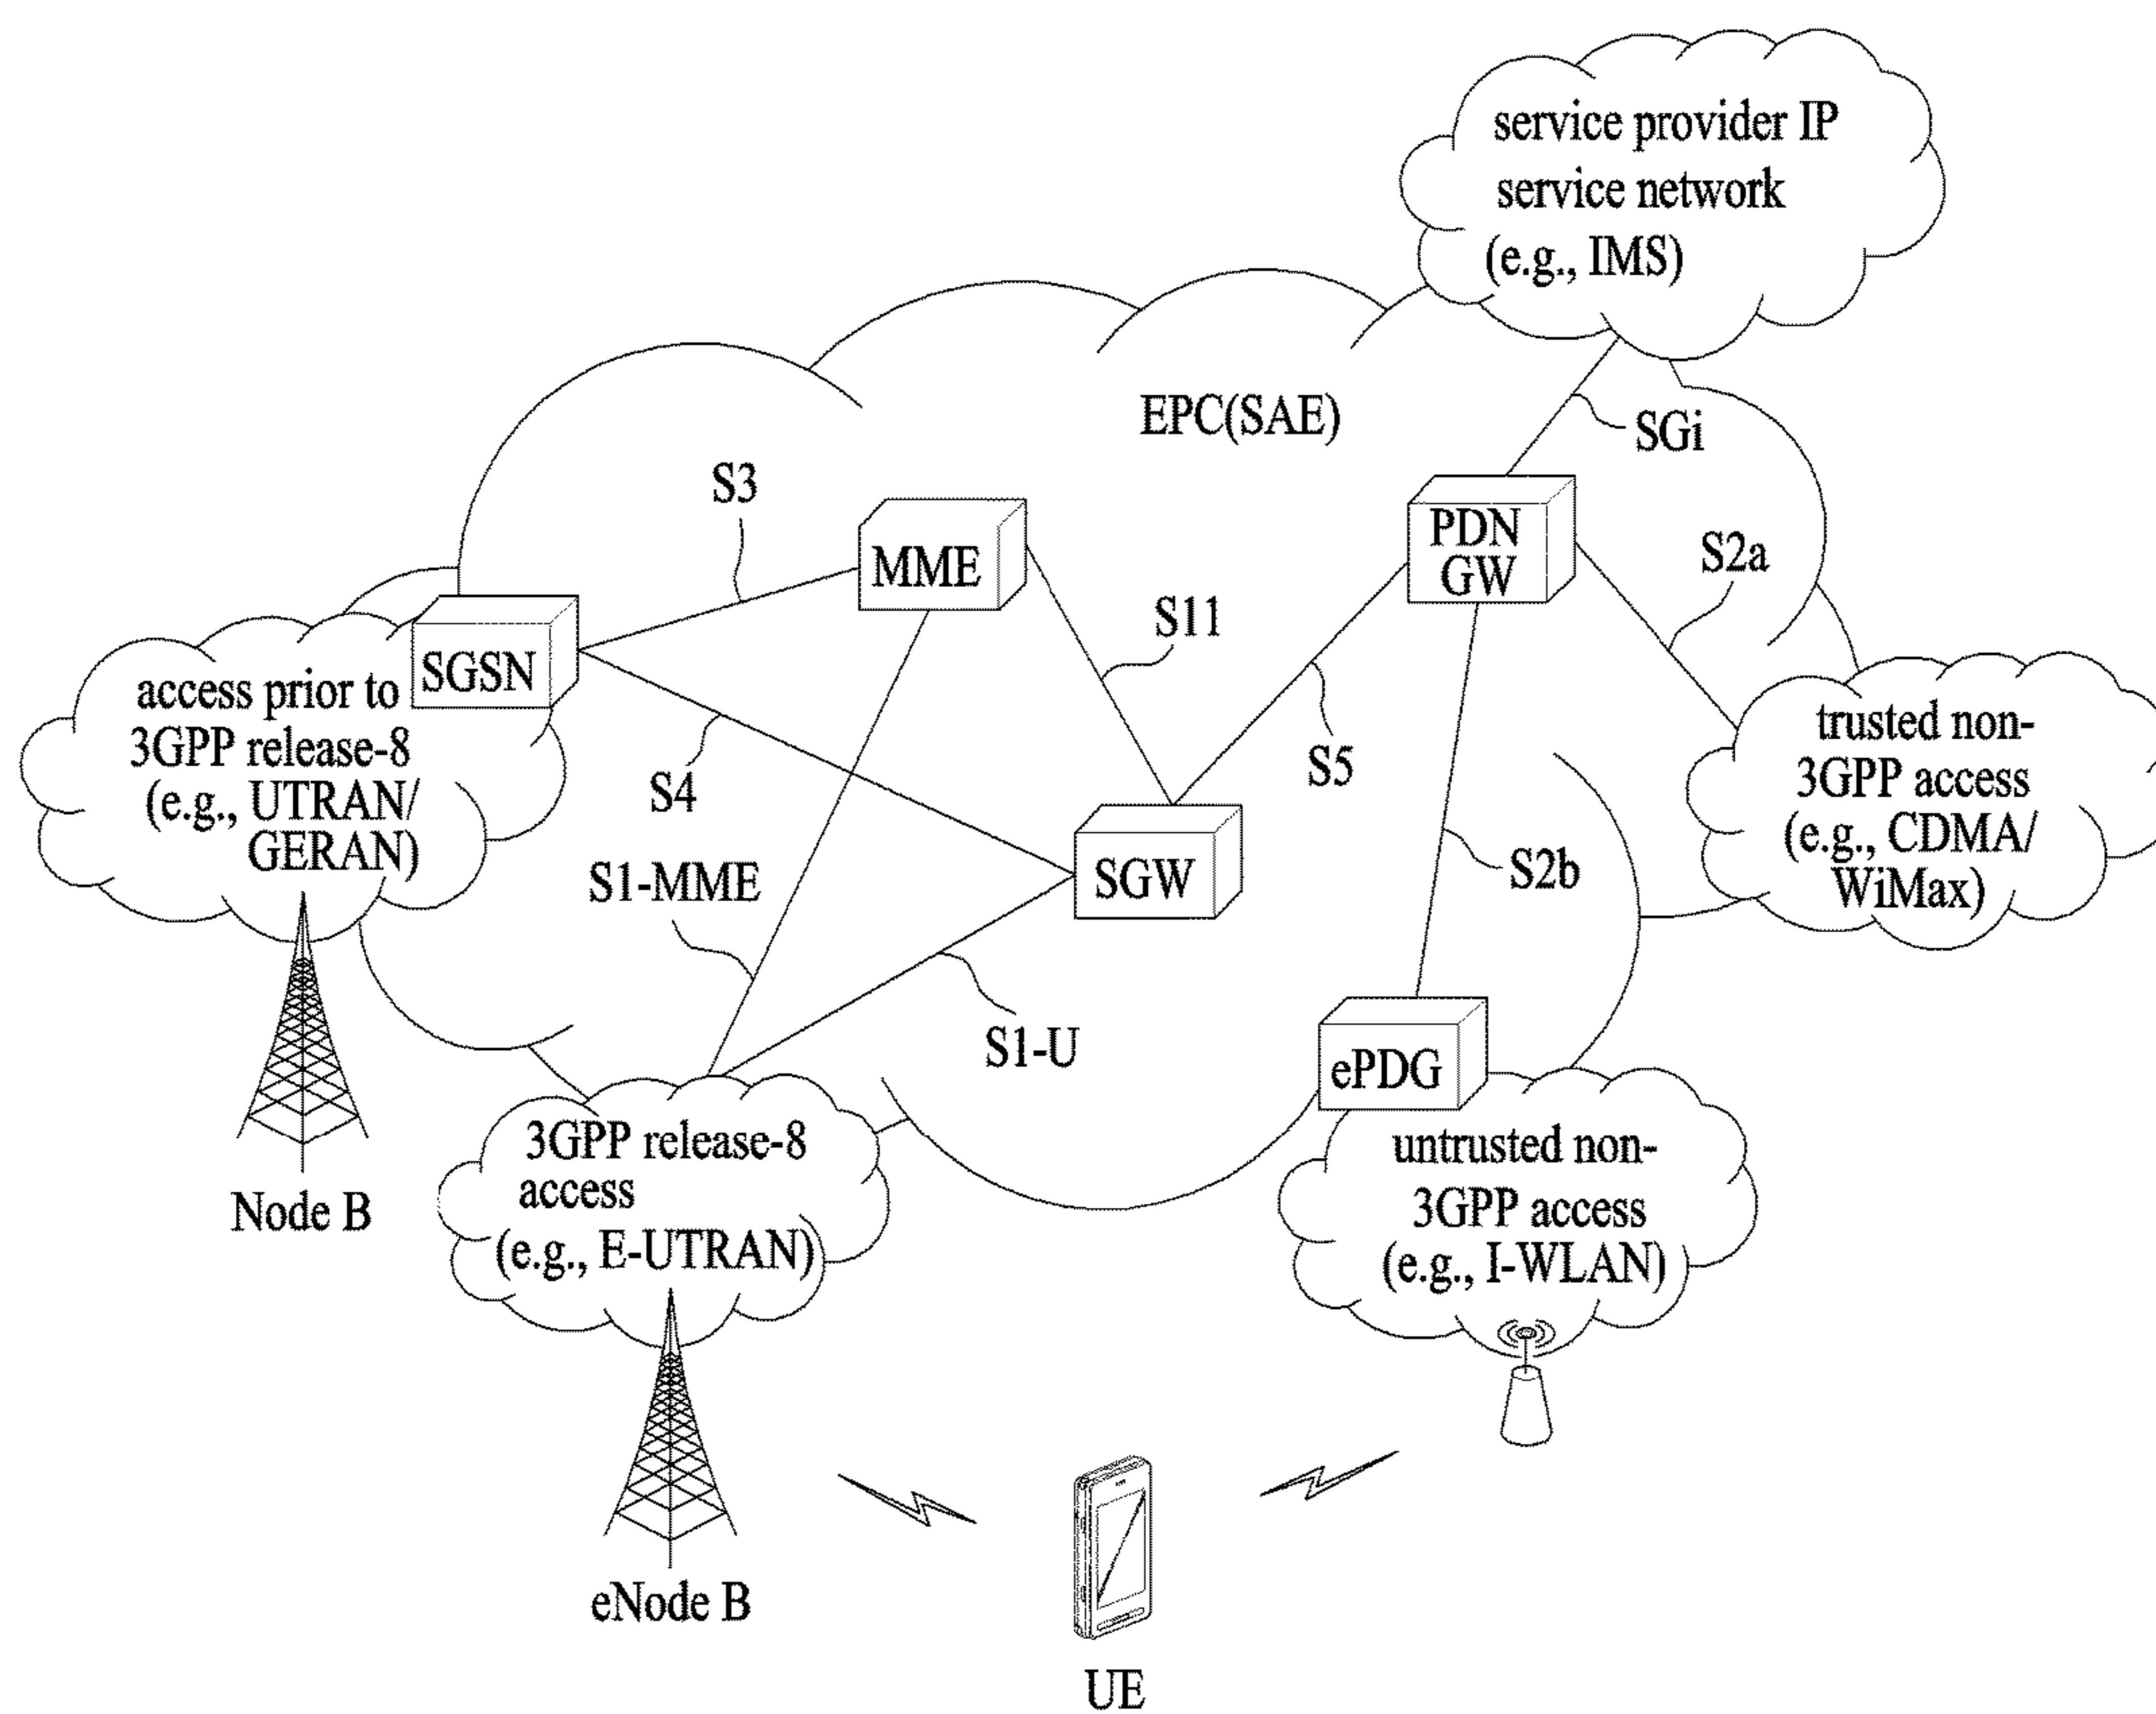 service provider IP
service network
(e.g., IMS)
EPC(SAE)
SGi
S3
MME
PDN
GW
S2a
S11
SGSN
access prior to
3GPP release-8
(e.g., UTRAN/
GERAN)
S4
S5
trusted non-
3GPP access
(e.g., CDMA/
WiMax)
S1-MME
SGW
S2b
S1-U
ePDG
Node B
3GPP release-8
access
(e.g., E-UTRAN)
untrusted non-
3GPP access
(e.g., I-WLAN)
eNode B
UE